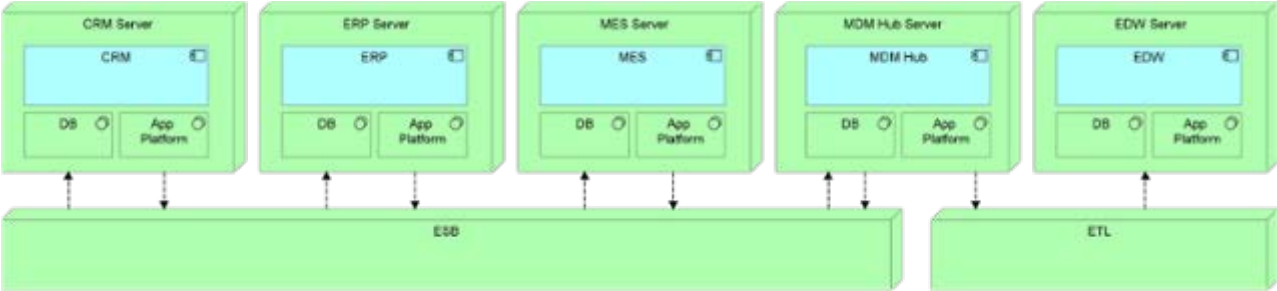 CRM Server
CRM
DB
App
Platform
ERP Server
ERP
DB
App
Platform
MES Server
MES
DB
App
Platform
MDM Hub Server
MDM Hub
DB
App
Platform
EDW Server
EDW
DB
App
Platform
ESB
ETL